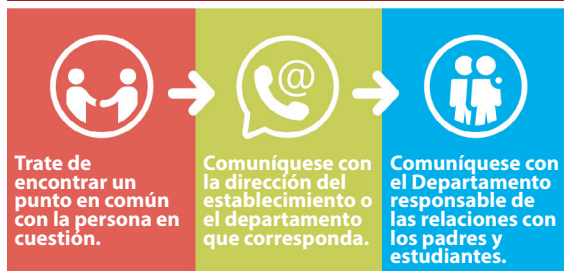 @
Trate de
encontrar un
punto en común
con la persona en
cuestión.
Comuníquese con
la dirección del
establecimiento o
el departamento
que corresponda.
Comuníquese con
el Departamento
responsable de
las relaciones con
los padres y
estudiantes.